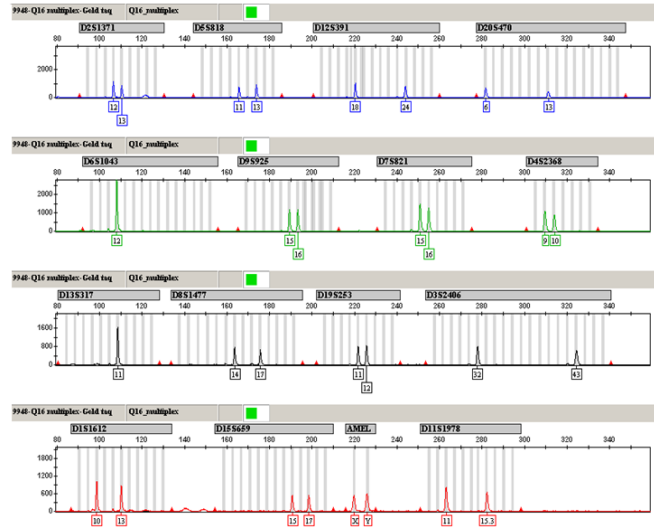 9948-Q16 multiplex-Gold taq Q16_multiplex
D2S1371 D5S818 D12S391 D20S470
80 100 120 140 160 180 200 220 240 260 280 300 320 340
2000
0
12 11 13 18 24 6 13
13
9948-Q16 multiplex-Gold taq Q16_multiplex
D6S1043 D9S925 D7S821 D4S2368
80 100 120 140 160 180 200 220 240 260 280 300 320 340
2000
1000
0
12 15 15 9 10
16 16
9948-Q16 multiplex-Gold taq Q16_multiplex
D13S317 D8S1477 D19S253 D3S2406
80 100 120 140 160 180 200 220 240 260 280 300 320 340
1600
800
0
11 14 17 11 32 43
12
9948-Q16 multiplex-Gold taq Q16_multiplex
D1S1612 D15S659 AMEL D11S1978
80 100 120 140 160 180 200 220 240 260 280 300 320 340
1800
1200
600
0
10 13 15 17 X Y 11 15.3